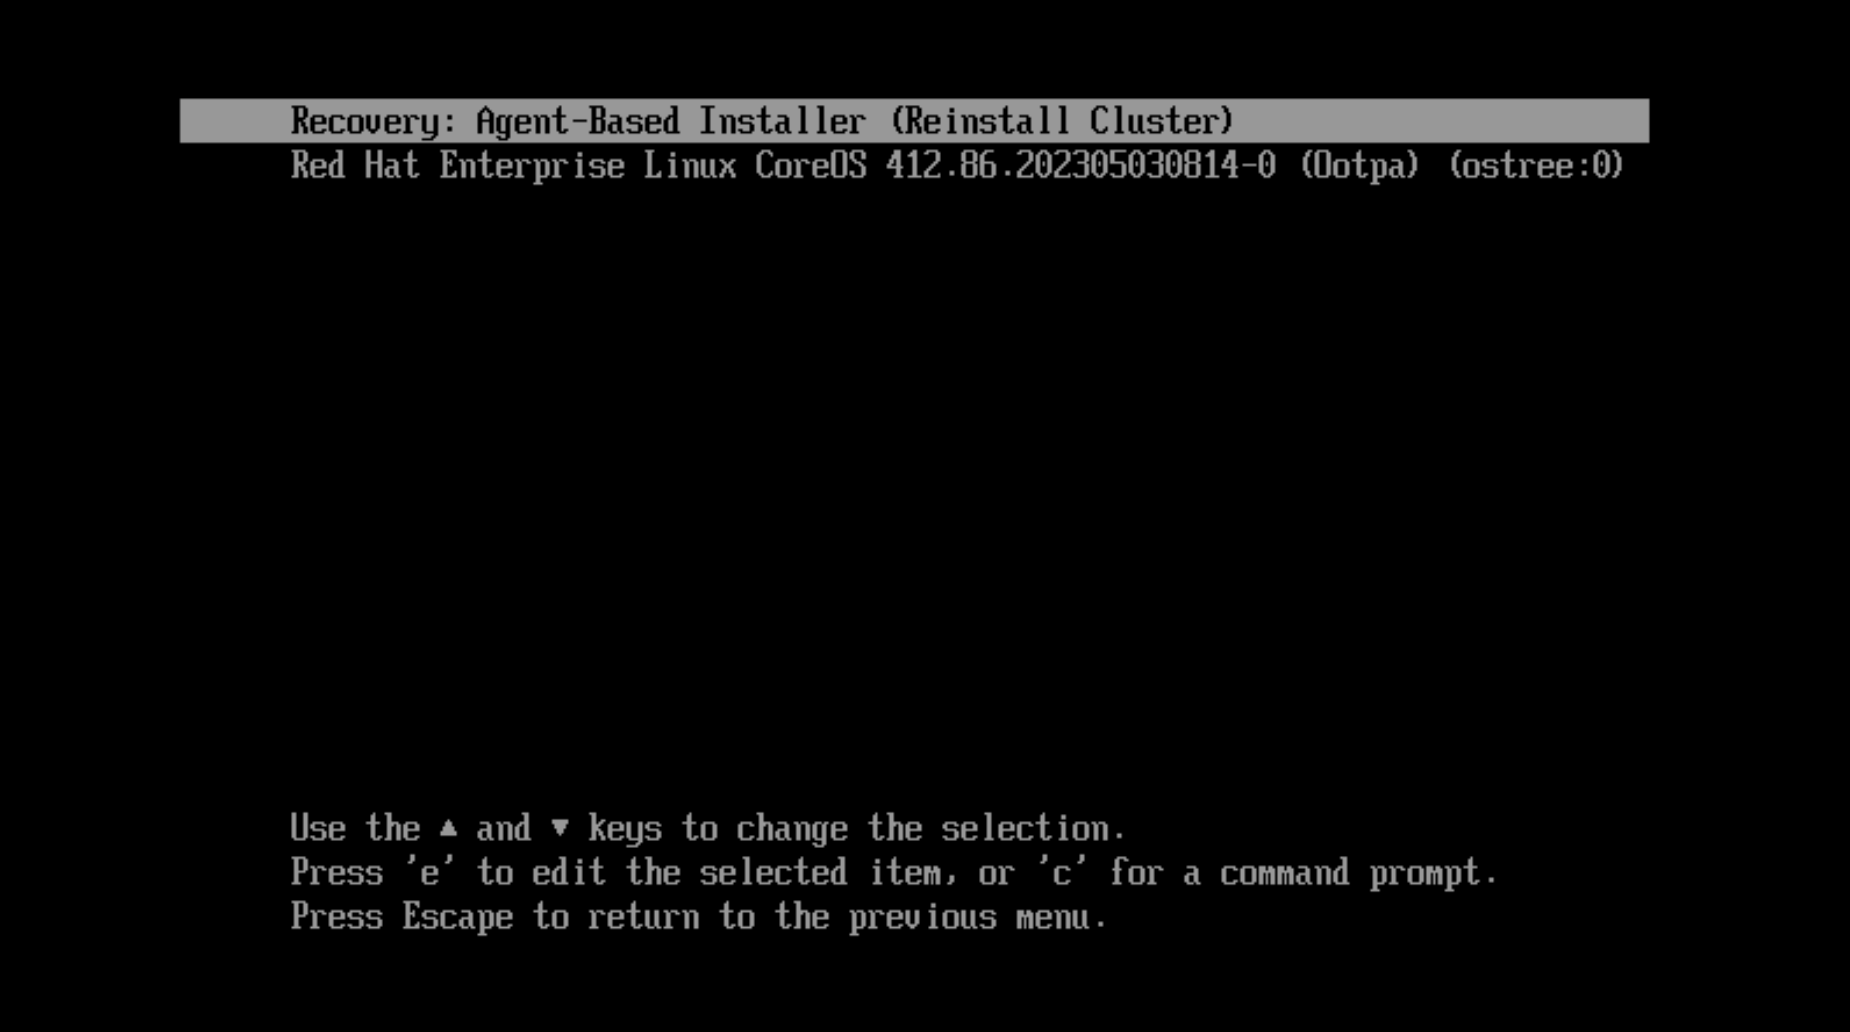 Recovery: Agent-Based Installer (Reinstall Cluster)
Red Hat Enterprise Linux CoreOS 412.86.202305030814-0 (Ootpa) (ostree:0)
Use the ▲ and ▼ keys to change the selection.
Press 'e' to edit the selected item, or 'c' for a command prompt.
Press Escape to return to the previous menu.